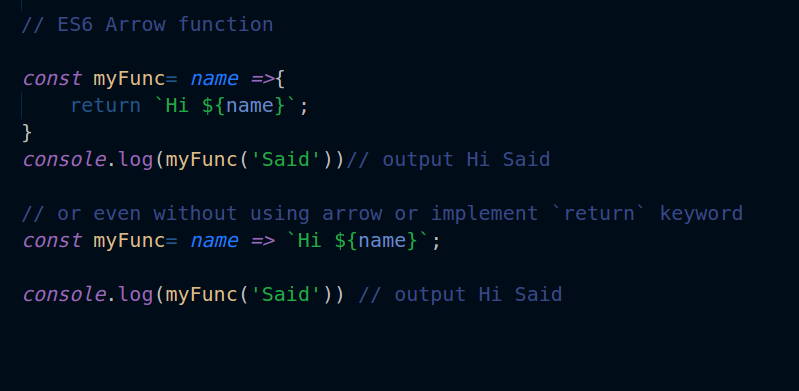 // ES6 Arrow function
const myFunc= name =>{
    return `Hi ${name}`;
}
console.log(myFunc('Said'))// output Hi Said
// or even without using arrow or implement `return` keyword
const myFunc= name => `Hi ${name}`;
console.log(myFunc('Said')) // output Hi Said